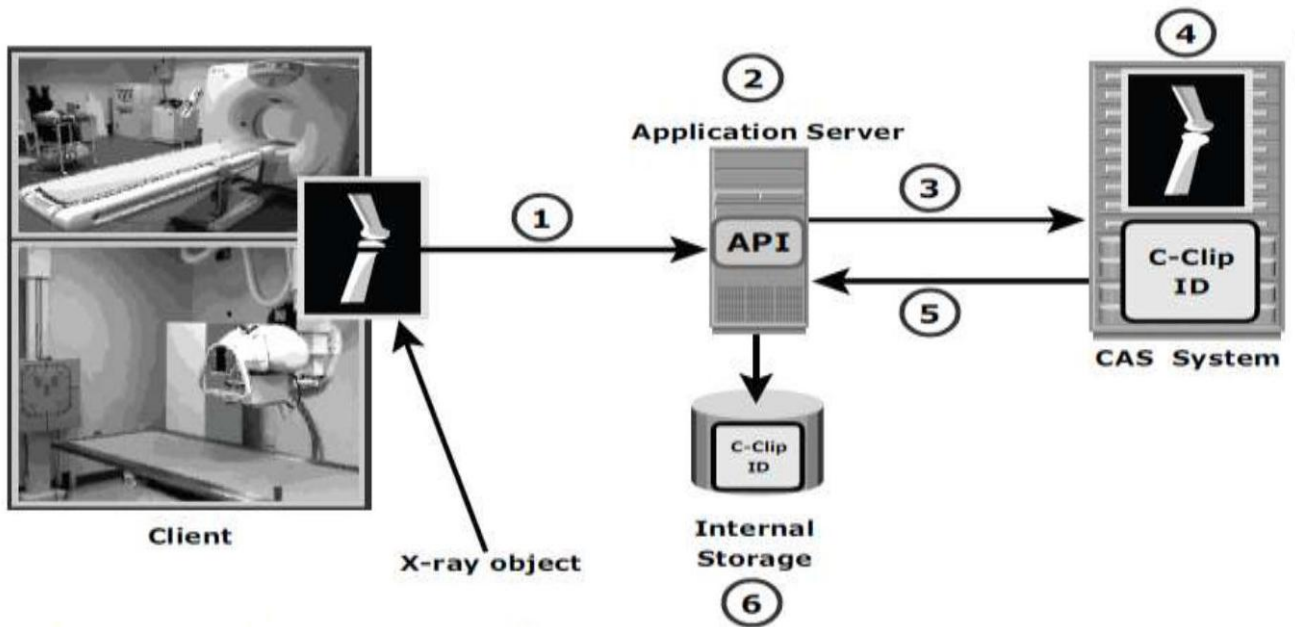 4
2
Application Server
3
1
API
C-Clip
ID
5
CAS System
C-Clip
ID
Client
Internal
Storage
X-ray object
6